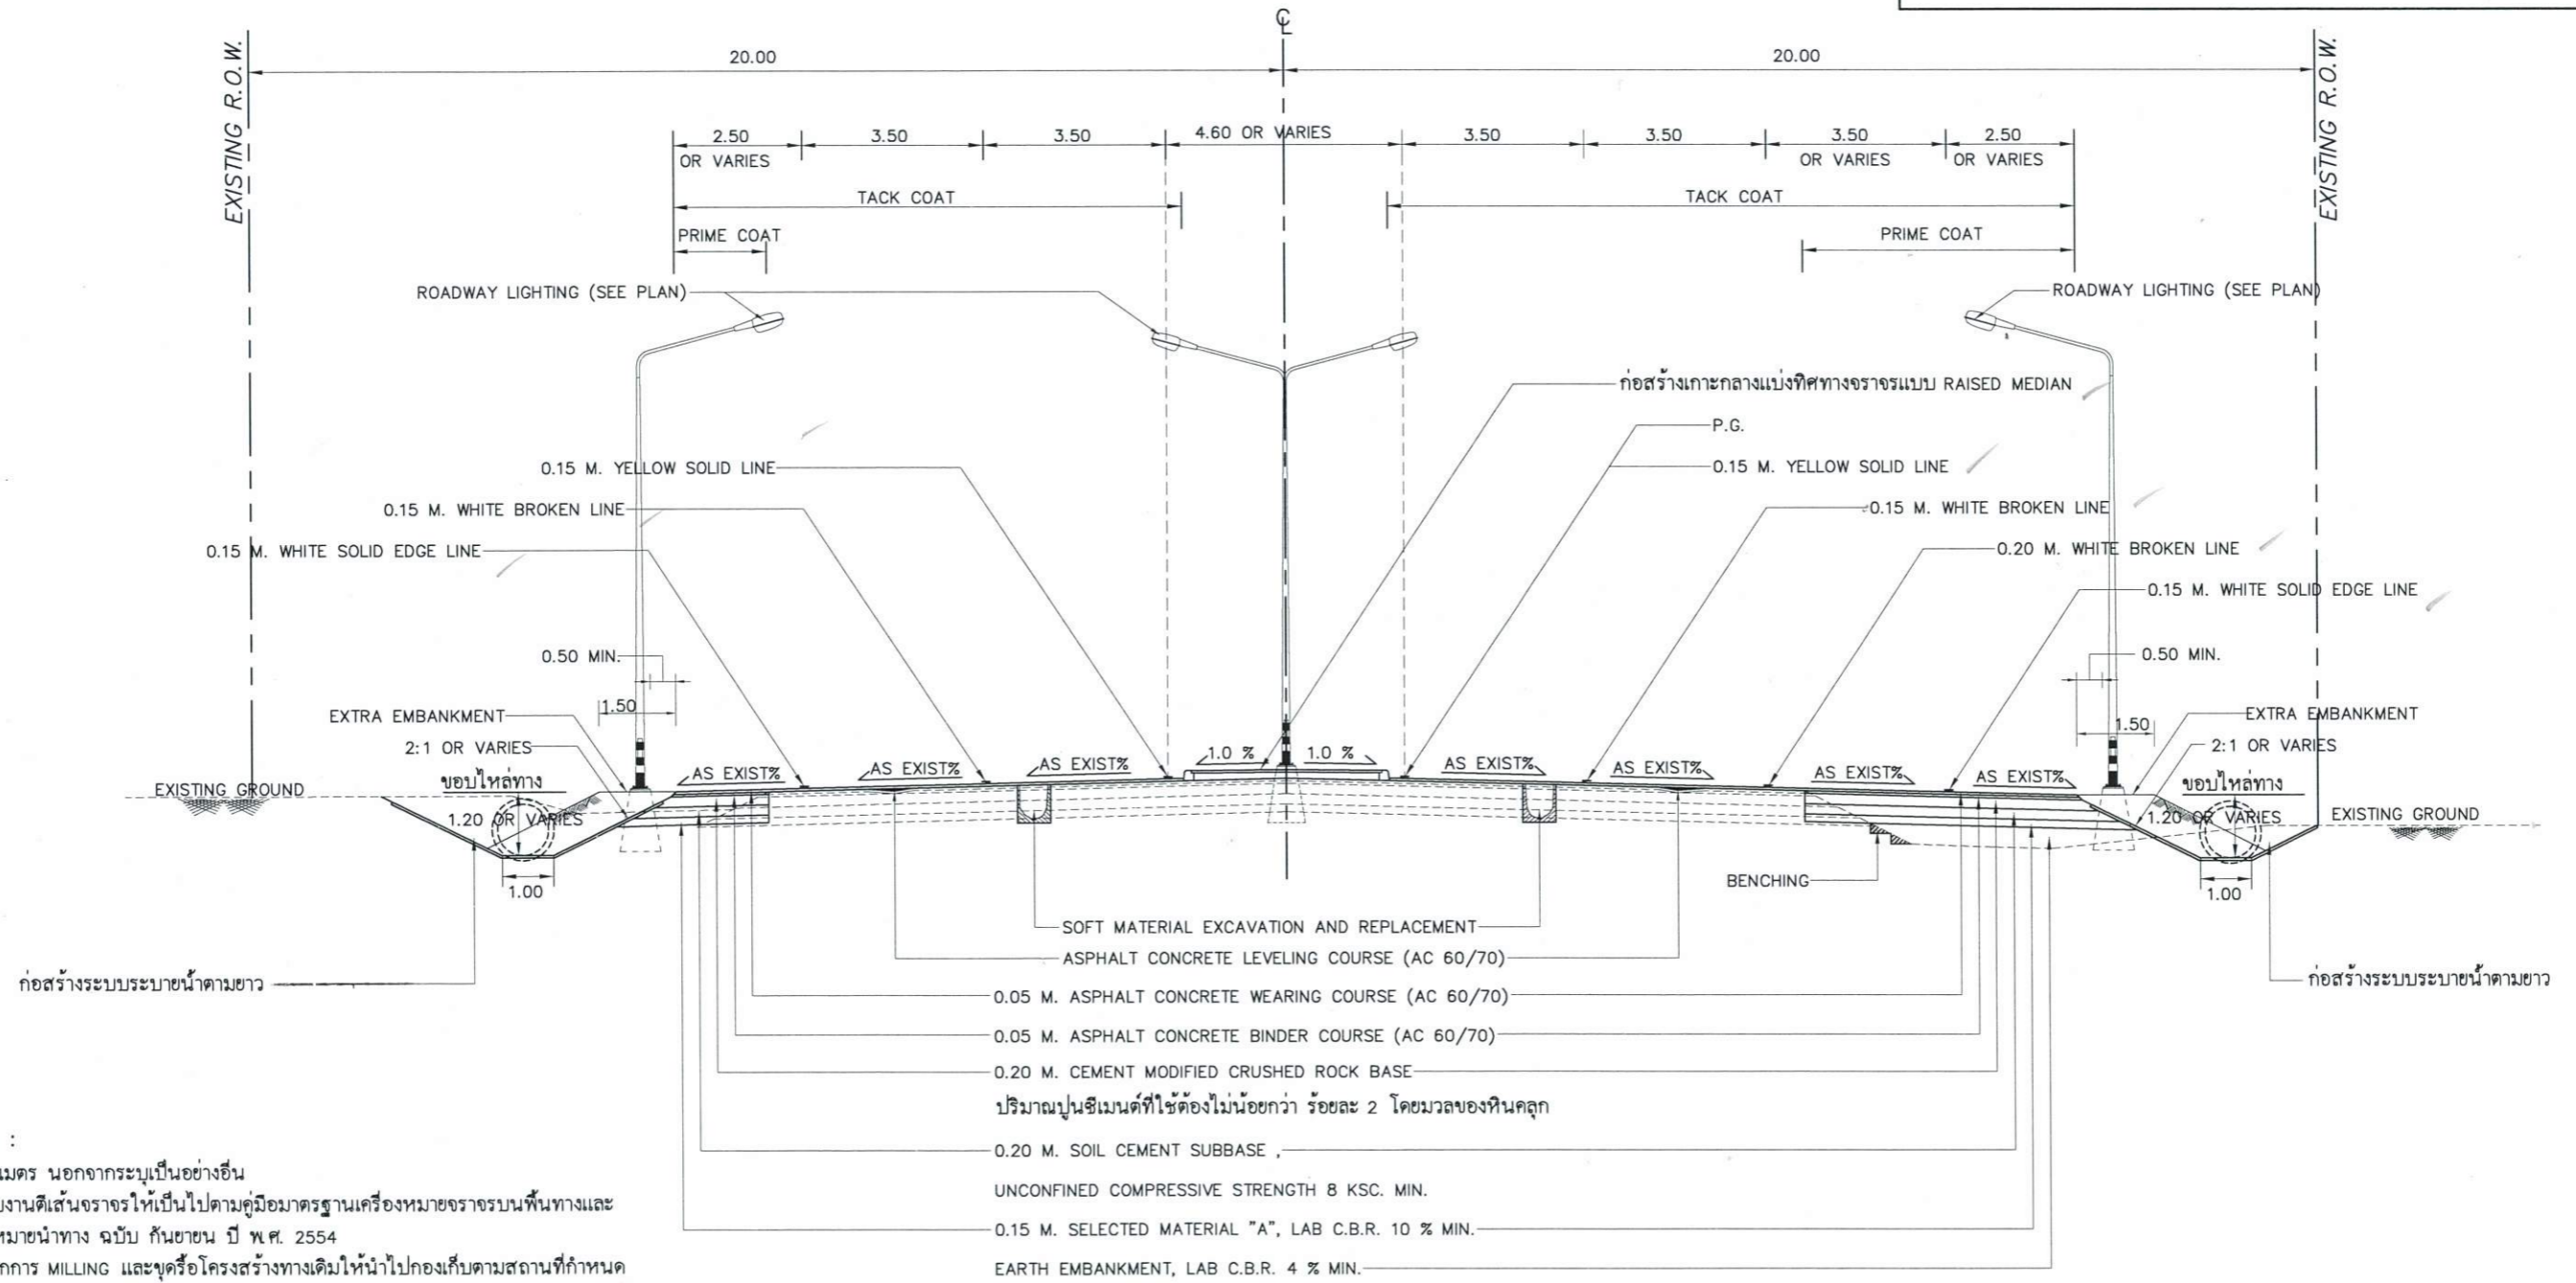 ℄
EXISTING R.O.W.
20.00
20.00
EXISTING R.O.W.
2.50
OR VARIES
3.50
3.50
4.60 OR VARIES
3.50
3.50
3.50
OR VARIES
2.50
OR VARIES
TACK COAT
TACK COAT
PRIME COAT
PRIME COAT
ROADWAY LIGHTING (SEE PLAN)
ROADWAY LIGHTING (SEE PLAN)
ก่อสร้างเกาะกลางแบ่งทิศทางจราจรแบบ RAISED MEDIAN
P.G.
0.15 M. YELLOW SOLID LINE
0.15 M. YELLOW SOLID LINE
0.15 M. WHITE BROKEN LINE
0.15 M. WHITE BROKEN LINE
0.15 M. WHITE SOLID EDGE LINE
0.20 M. WHITE BROKEN LINE
0.15 M. WHITE SOLID EDGE LINE
0.50 MIN.
0.50 MIN.
1.50
1.50
EXTRA EMBANKMENT
EXTRA EMBANKMENT
2:1 OR VARIES
2:1 OR VARIES
EXISTING GROUND
ขอบไหล่ทาง
AS EXIST%
AS EXIST%
AS EXIST%
1.0 %
1.0 %
AS EXIST%
AS EXIST%
AS EXIST%
AS EXIST%
ขอบไหล่ทาง
EXISTING GROUND
1.20 OR VARIES
1.20 OR VARIES
1.00
1.00
BENCHING
SOFT MATERIAL EXCAVATION AND REPLACEMENT
ASPHALT CONCRETE LEVELING COURSE (AC 60/70)
ก่อสร้างระบบระบายน้ำตามยาว
ก่อสร้างระบบระบายน้ำตามยาว
0.05 M. ASPHALT CONCRETE WEARING COURSE (AC 60/70)
0.05 M. ASPHALT CONCRETE BINDER COURSE (AC 60/70)
0.20 M. CEMENT MODIFIED CRUSHED ROCK BASE
ปริมาณปูนซีเมนต์ที่ใช้ต้องไม่น้อยกว่า ร้อยละ 2 โดยมวลของหินคลุก
0.20 M. SOIL CEMENT SUBBASE ,
UNCONFINED COMPRESSIVE STRENGTH 8 KSC. MIN.
0.15 M. SELECTED MATERIAL "A", LAB C.B.R. 10 % MIN.
EARTH EMBANKMENT, LAB C.B.R. 4 % MIN.
:
เมตร นอกจากระบุเป็นอย่างอื่น
งานตีเส้นจราจรให้เป็นไปตามคู่มือมาตรฐานเครื่องหมายจราจรบนพื้นทางและ
หมายนำทาง ฉบับ กันยายน ปี พ.ศ. 2554
การ MILLING และขุดรื้อโครงสร้างทางเดิมให้นำไปกองเก็บตามสถานที่กำหนด